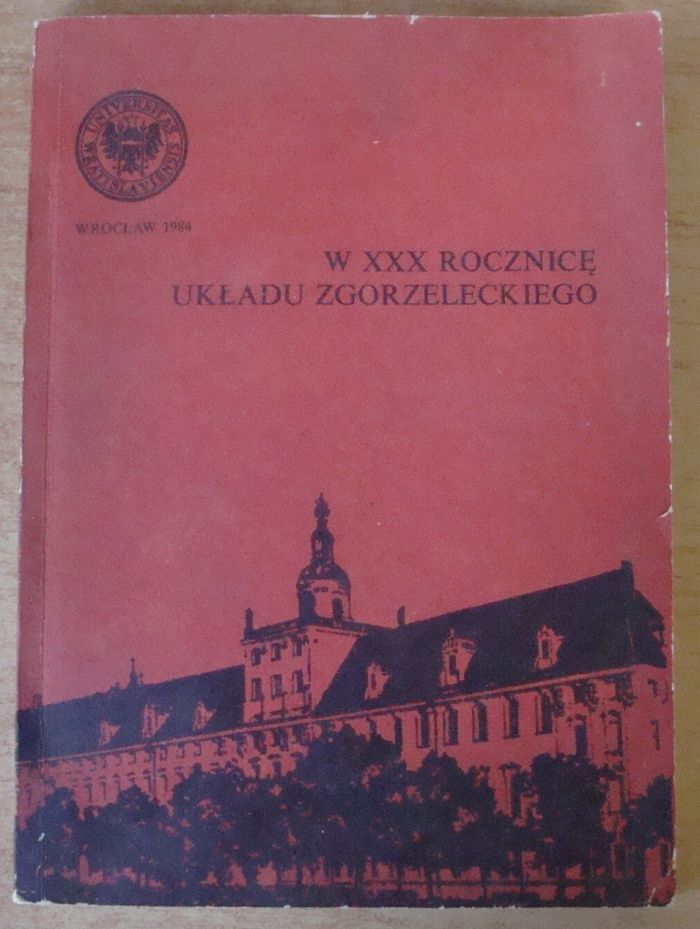 UNIVERSITAS
WRATISLAVIENSIS
WROCŁAW 1984
W XXX ROCZNICĘ
UKŁADU ZGORZELECKIEGO